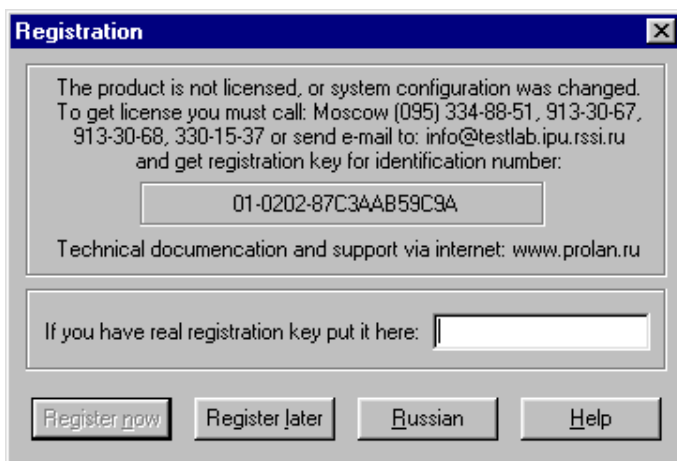 Registration
The product is not licensed, or system configuration was changed.
To get license you must call: Moscow (095) 334-88-51, 913-30-67,
913-30-68, 330-15-37 or send e-mail to: info@testlab.ipu.rssi.ru
and get registration key for identification number:
01-0202-87C3AAB59C9A
Technical documencation and support via internet: www.prolan.ru
If you have real registration key put it here:
Register now Register later Russian Help